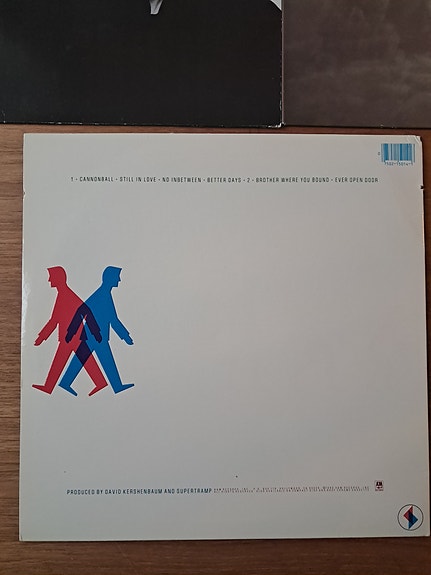 1 - CANNONBALL - STILL IN LOVE - NO INBETWEEN - BETTER DAYS - 2 - BROTHER WHERE YOU BOUND - EVER OPEN DOOR
PRODUCED BY DAVID KERSHENBAUM AND SUPERTRAMP